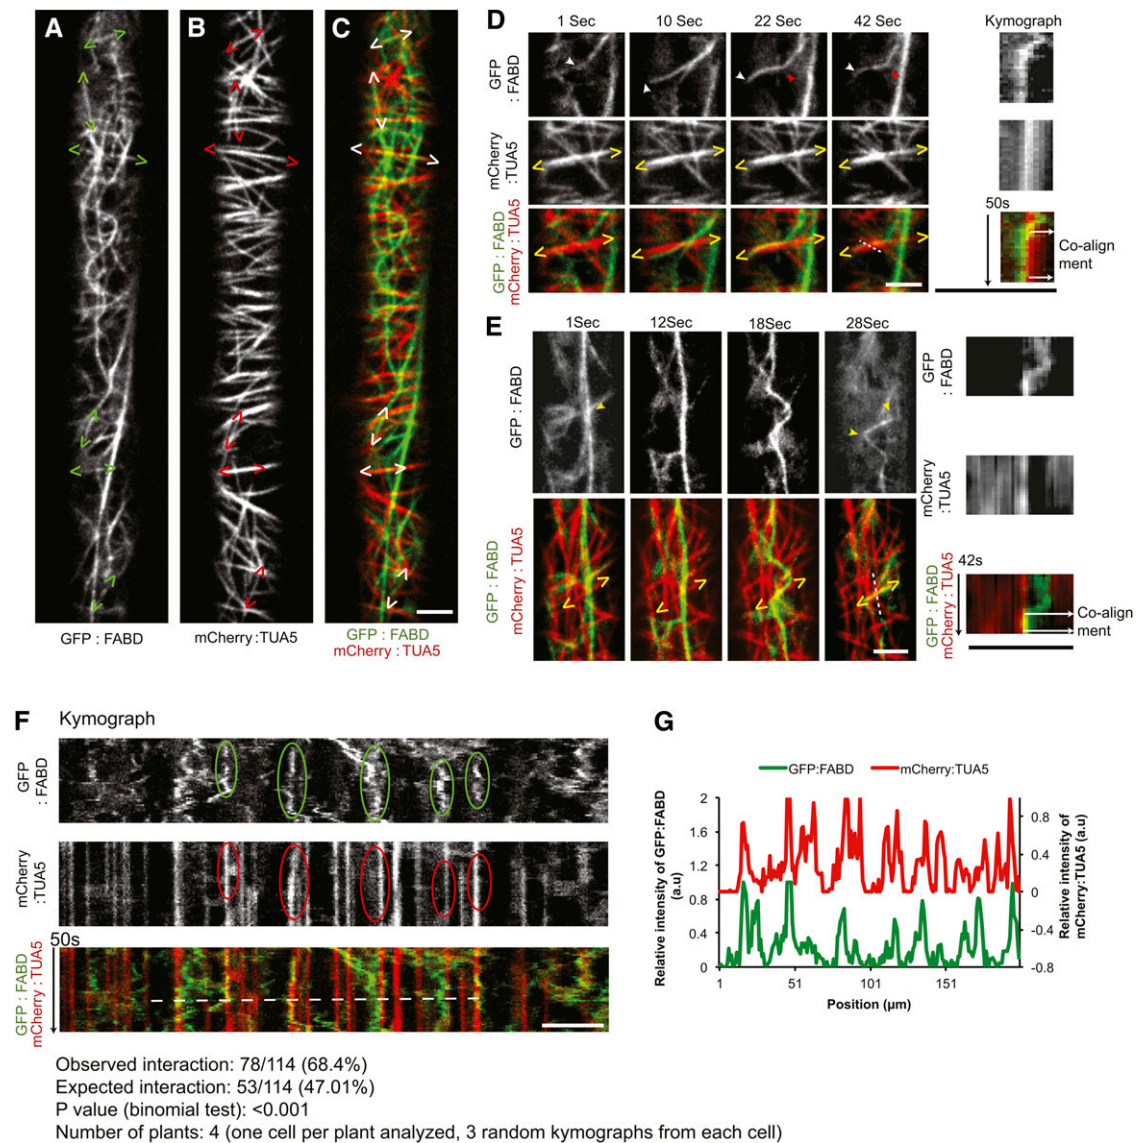 A
B
C
GFP : FABD
mCherry :TUA5
GFP : FABD
mCherry : TUA5
D
1 Sec
10 Sec
22 Sec
42 Sec
Kymograph
GFP
: FABD
mCherry
:TUA5
GFP : FABD
mCherry : TUA5
50s
Co-align
ment
E
1Sec
12Sec
18Sec
28Sec
GFP : FABD
GFP : FABD
mCherry : TUA5
GFP
: FABD
mCherry
:TUA5
42s
GFP : FABD
mCherry : TUA5
Co-align
ment
F
Kymograph
GFP
: FABD
mCherry
:TUA5
50s
GFP : FABD
mCherry : TUA5
Observed interaction: 78/114 (68.4%)
Expected interaction: 53/114 (47.01%)
P value (binomial test): <0.001
Number of plants: 4 (one cell per plant analyzed, 3 random kymographs from each cell)
G
GFP:FABD
mCherry:TUA5
Relative intensity of GFP:FABD
(a.u)
2
1.6
1.2
0.8
0.4
0
0.8
0.4
0
-0.4
-0.8
Relative intensity of
mCherry:TUA5 (a.u)
1
51
101
151
Position (µm)